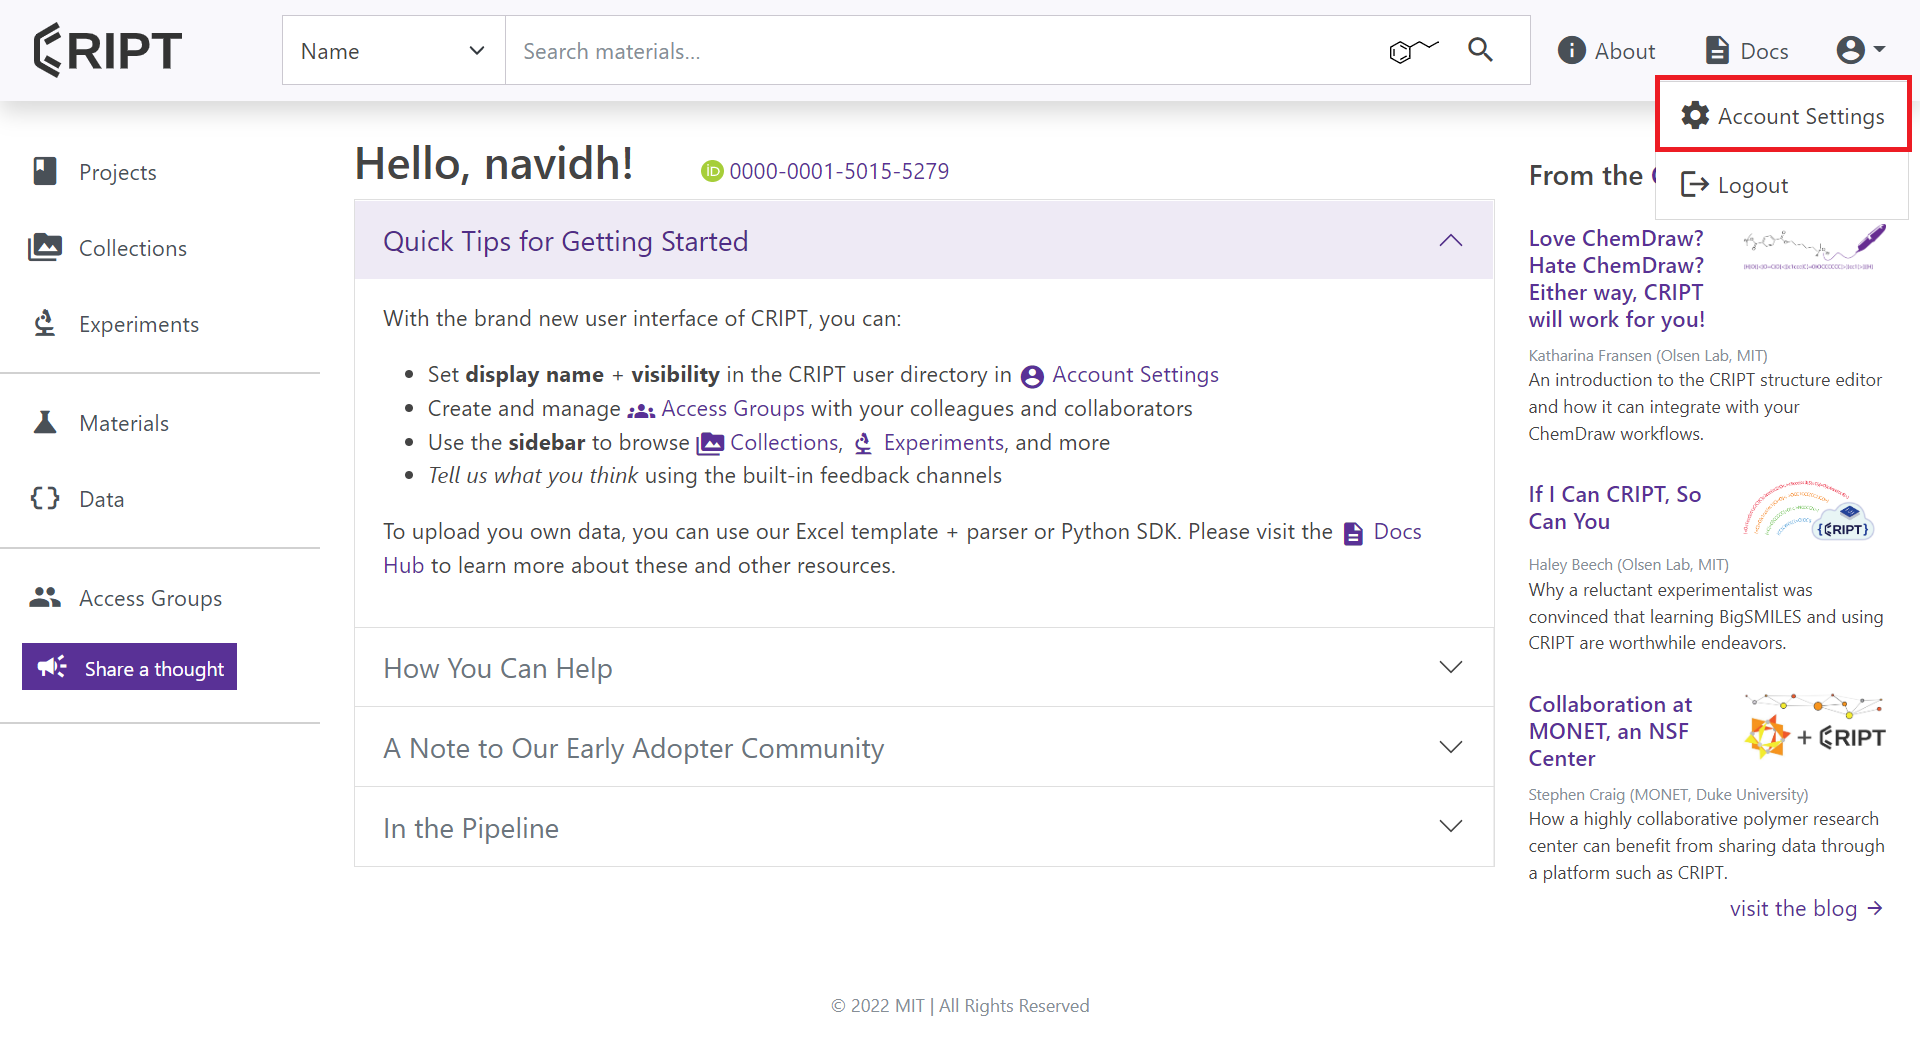 CRIPT
Name
Search materials...
About
Docs
Account Settings
Logout
Projects
Collections
Experiments
Materials
Data
Access Groups
Share a thought
Hello, navidh!
iD 0000-0001-5015-5279
Quick Tips for Getting Started
With the brand new user interface of CRIPT, you can:
• Set display name + visibility in the CRIPT user directory in Account Settings
• Create and manage Access Groups with your colleagues and collaborators
• Use the sidebar to browse Collections, Experiments, and more
• Tell us what you think using the built-in feedback channels
To upload you own data, you can use our Excel template + parser or Python SDK. Please visit the Docs
Hub to learn more about these and other resources.
How You Can Help
A Note to Our Early Adopter Community
In the Pipeline
From the
Love ChemDraw?
Hate ChemDraw?
Either way, CRIPT
will work for you!
Katharina Fransen (Olsen Lab, MIT)
An introduction to the CRIPT structure editor
and how it can integrate with your
ChemDraw workflows.
If I Can CRIPT, So
Can You
{CRIPT}
Haley Beech (Olsen Lab, MIT)
Why a reluctant experimentalist was
convinced that learning BigSMILES and using
CRIPT are worthwhile endeavors.
Collaboration at
MONET, an NSF
Center
+ CRIPT
Stephen Craig (MONET, Duke University)
How a highly collaborative polymer research
center can benefit from sharing data through
a platform such as CRIPT.
visit the blog →
© 2022 MIT | All Rights Reserved